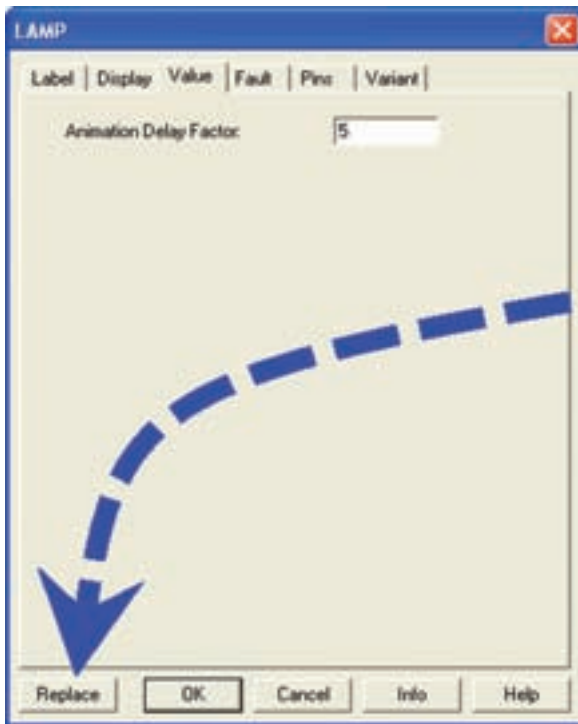 LAMP
Label Display Value Fault Pins Variant
Animation Delay Factor 5
Replace OK Cancel Info Help